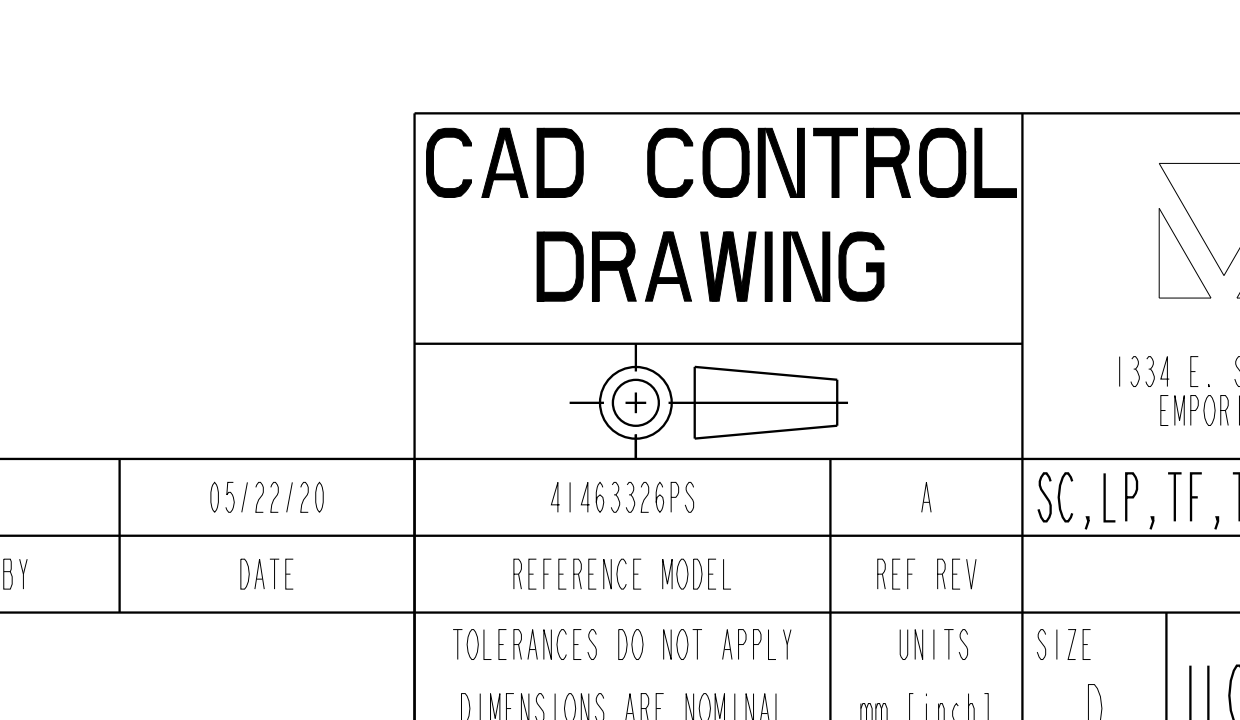 CAD CONTROL
DRAWING
1334 E.
05/22/20
41463326PS
A
SC,LP,TF,
BY
DATE
REFERENCE MODEL
REF REV
TOLERANCES DO NOT APPLY
UNITS
SIZE
DIMENSIONS ARE NOMINAL
mm [inch]
D